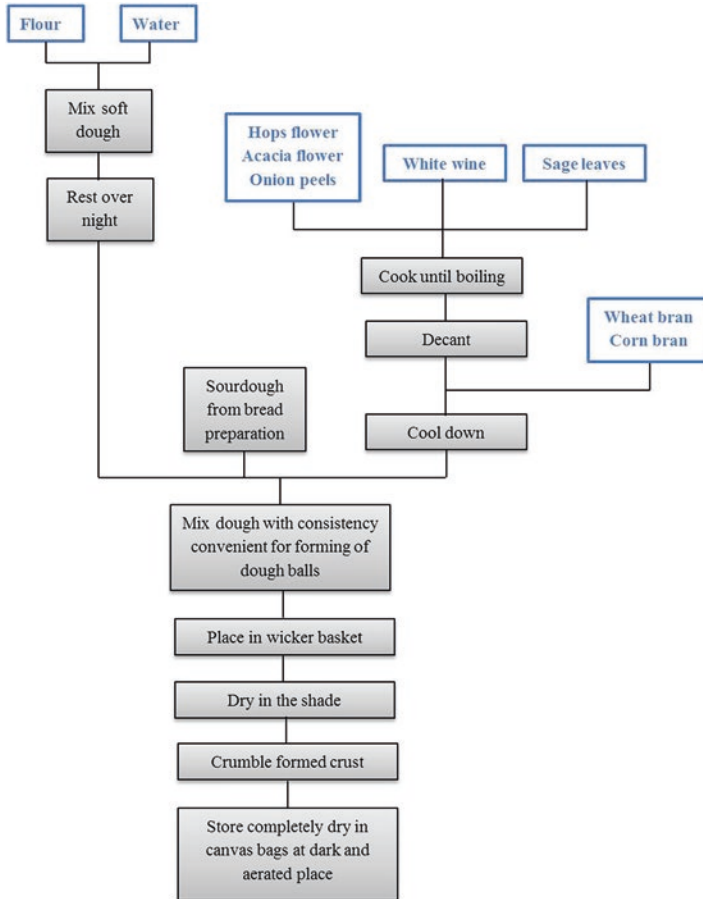 Flour
Water
Mix soft
dough
Rest over
night
Hops flower
Acacia flower
Onion peels
White wine
Sage leaves
Cook until boiling
Decant
Wheat bran
Corn bran
Cool down
Sourdough
from bread
preparation
Mix dough with consistency
convenient for forming of
dough balls
Place in wicker basket
Dry in the shade
Crumble formed crust
Store completely dry in
canvas bags at dark and
aerated place